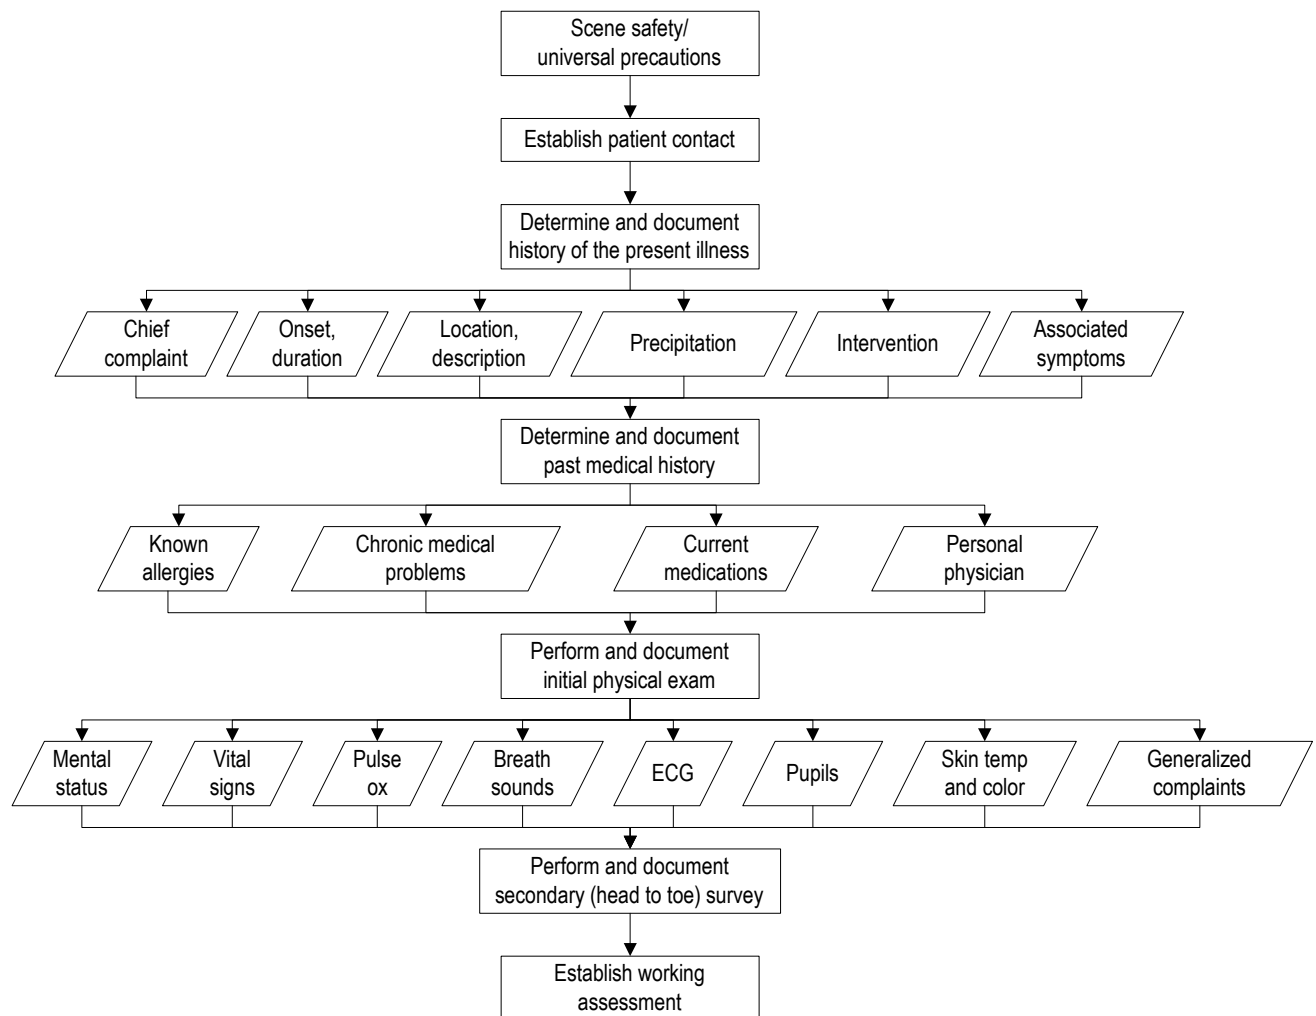 Scene safety/
universal precautions
Establish patient contact
Determine and document
history of the present illness
Chief
complaint
Onset,
duration
Location,
description
Precipitation
Intervention
Associated
symptoms
Determine and document
past medical history
Known
allergies
Chronic medical
problems
Current
medications
Personal
physician
Perform and document
initial physical exam
Mental
status
Vital
signs
Pulse
ox
Breath
sounds
ECG
Pupils
Skin temp
and color
Generalized
complaints
Perform and document
secondary (head to toe) survey
Establish working
assessment